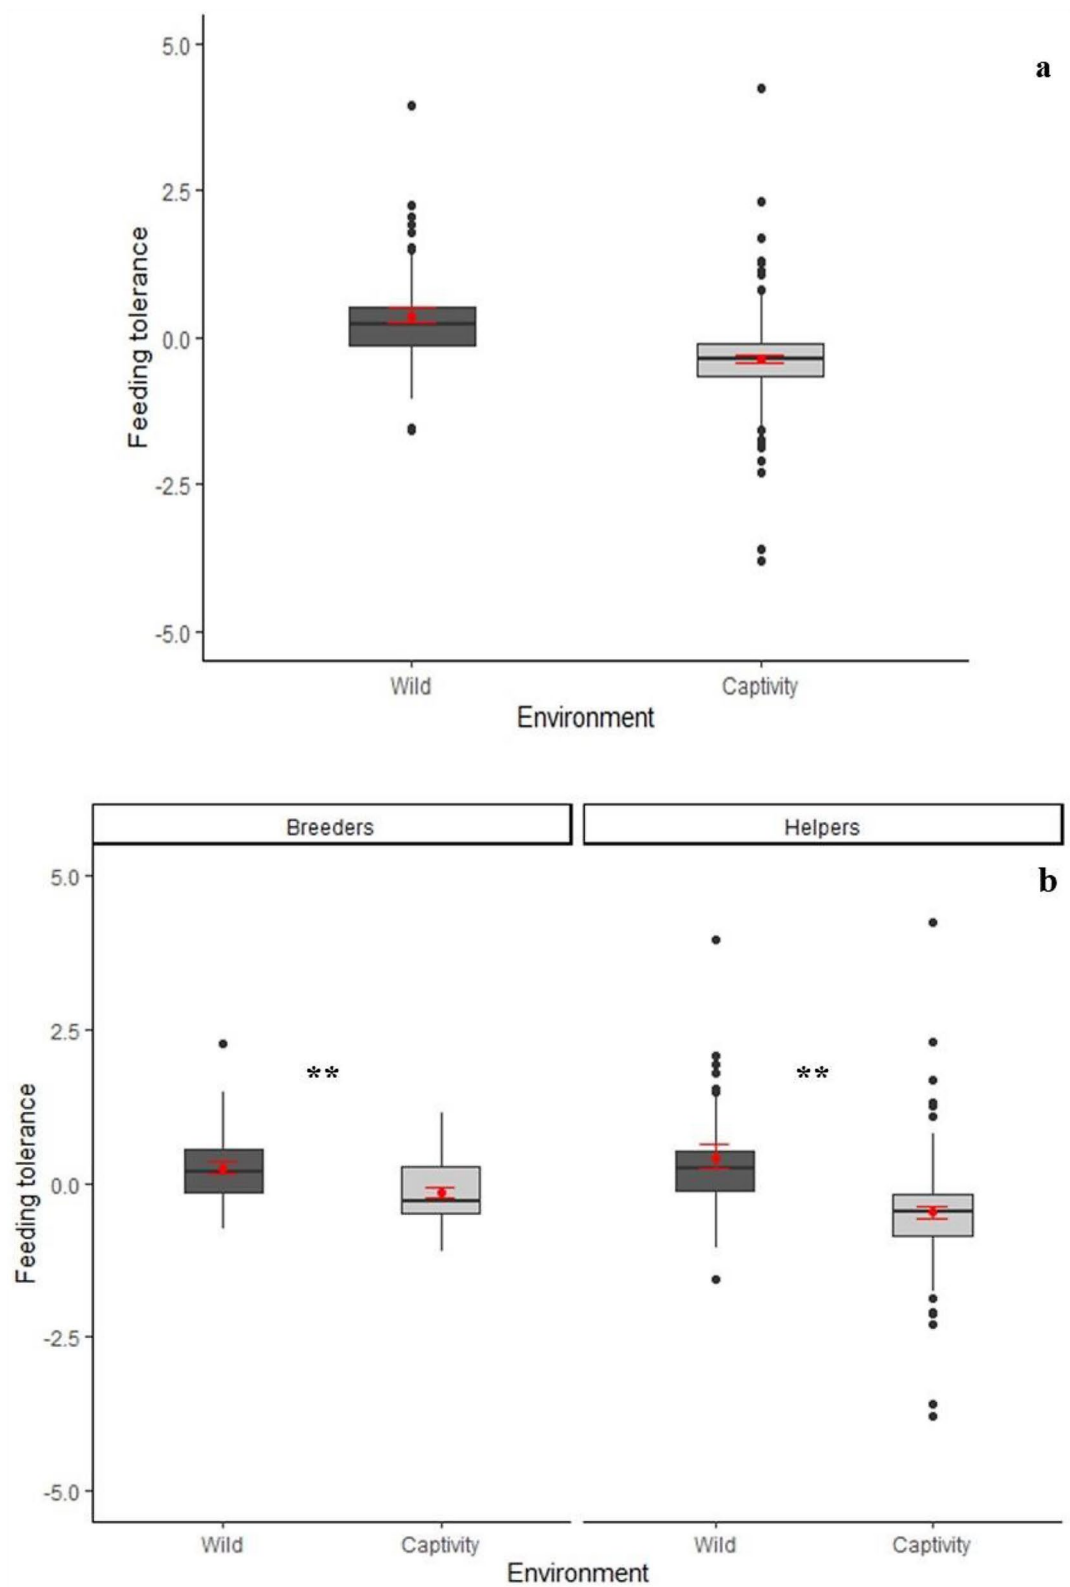 a
5.0
2.5
0.0
-2.5
-5.0
Feeding tolerance
Wild Captivity
Environment
Breeders Helpers
b
5.0
2.5
0.0
-2.5
-5.0
Feeding tolerance
** **
Wild Captivity Wild Captivity
Environment